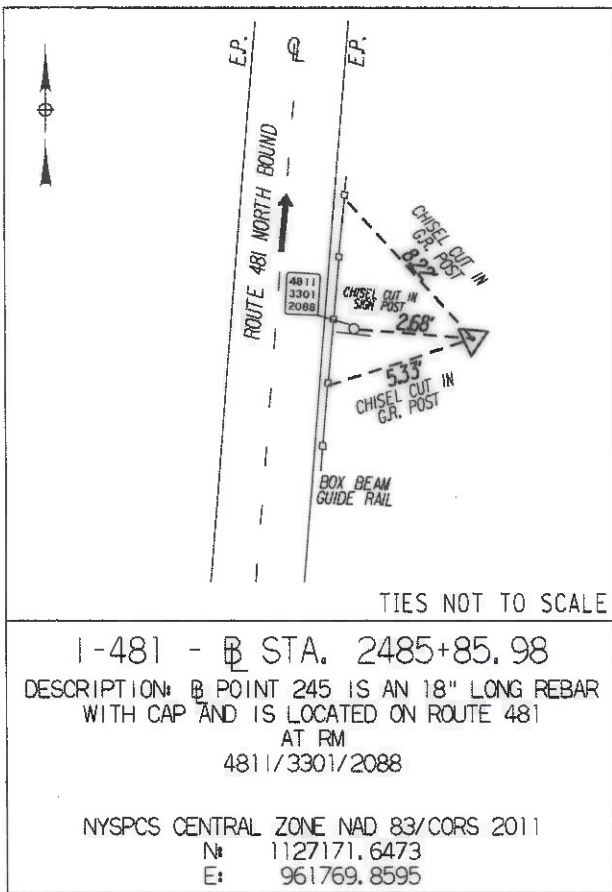 E.P.
℄
E.P.
ROUTE 481 NORTH BOUND
4811
3301
2088
CHISEL CUT IN
G.R. POST
8.22'
CHISEL CUT IN
SIGN POST
2.68'
5.33'
CHISEL CUT IN
G.R. POST
BOX BEAM
GUIDE RAIL
TIES NOT TO SCALE
I-481 - BL STA. 2485+85.98
DESCRIPTION: BL POINT 245 IS AN 18" LONG REBAR
WITH CAP AND IS LOCATED ON ROUTE 481
AT RM
4811/3301/2088
NYSPCS CENTRAL ZONE NAD 83/CORS 2011
N: 1127171.6473
E: 961769.8595